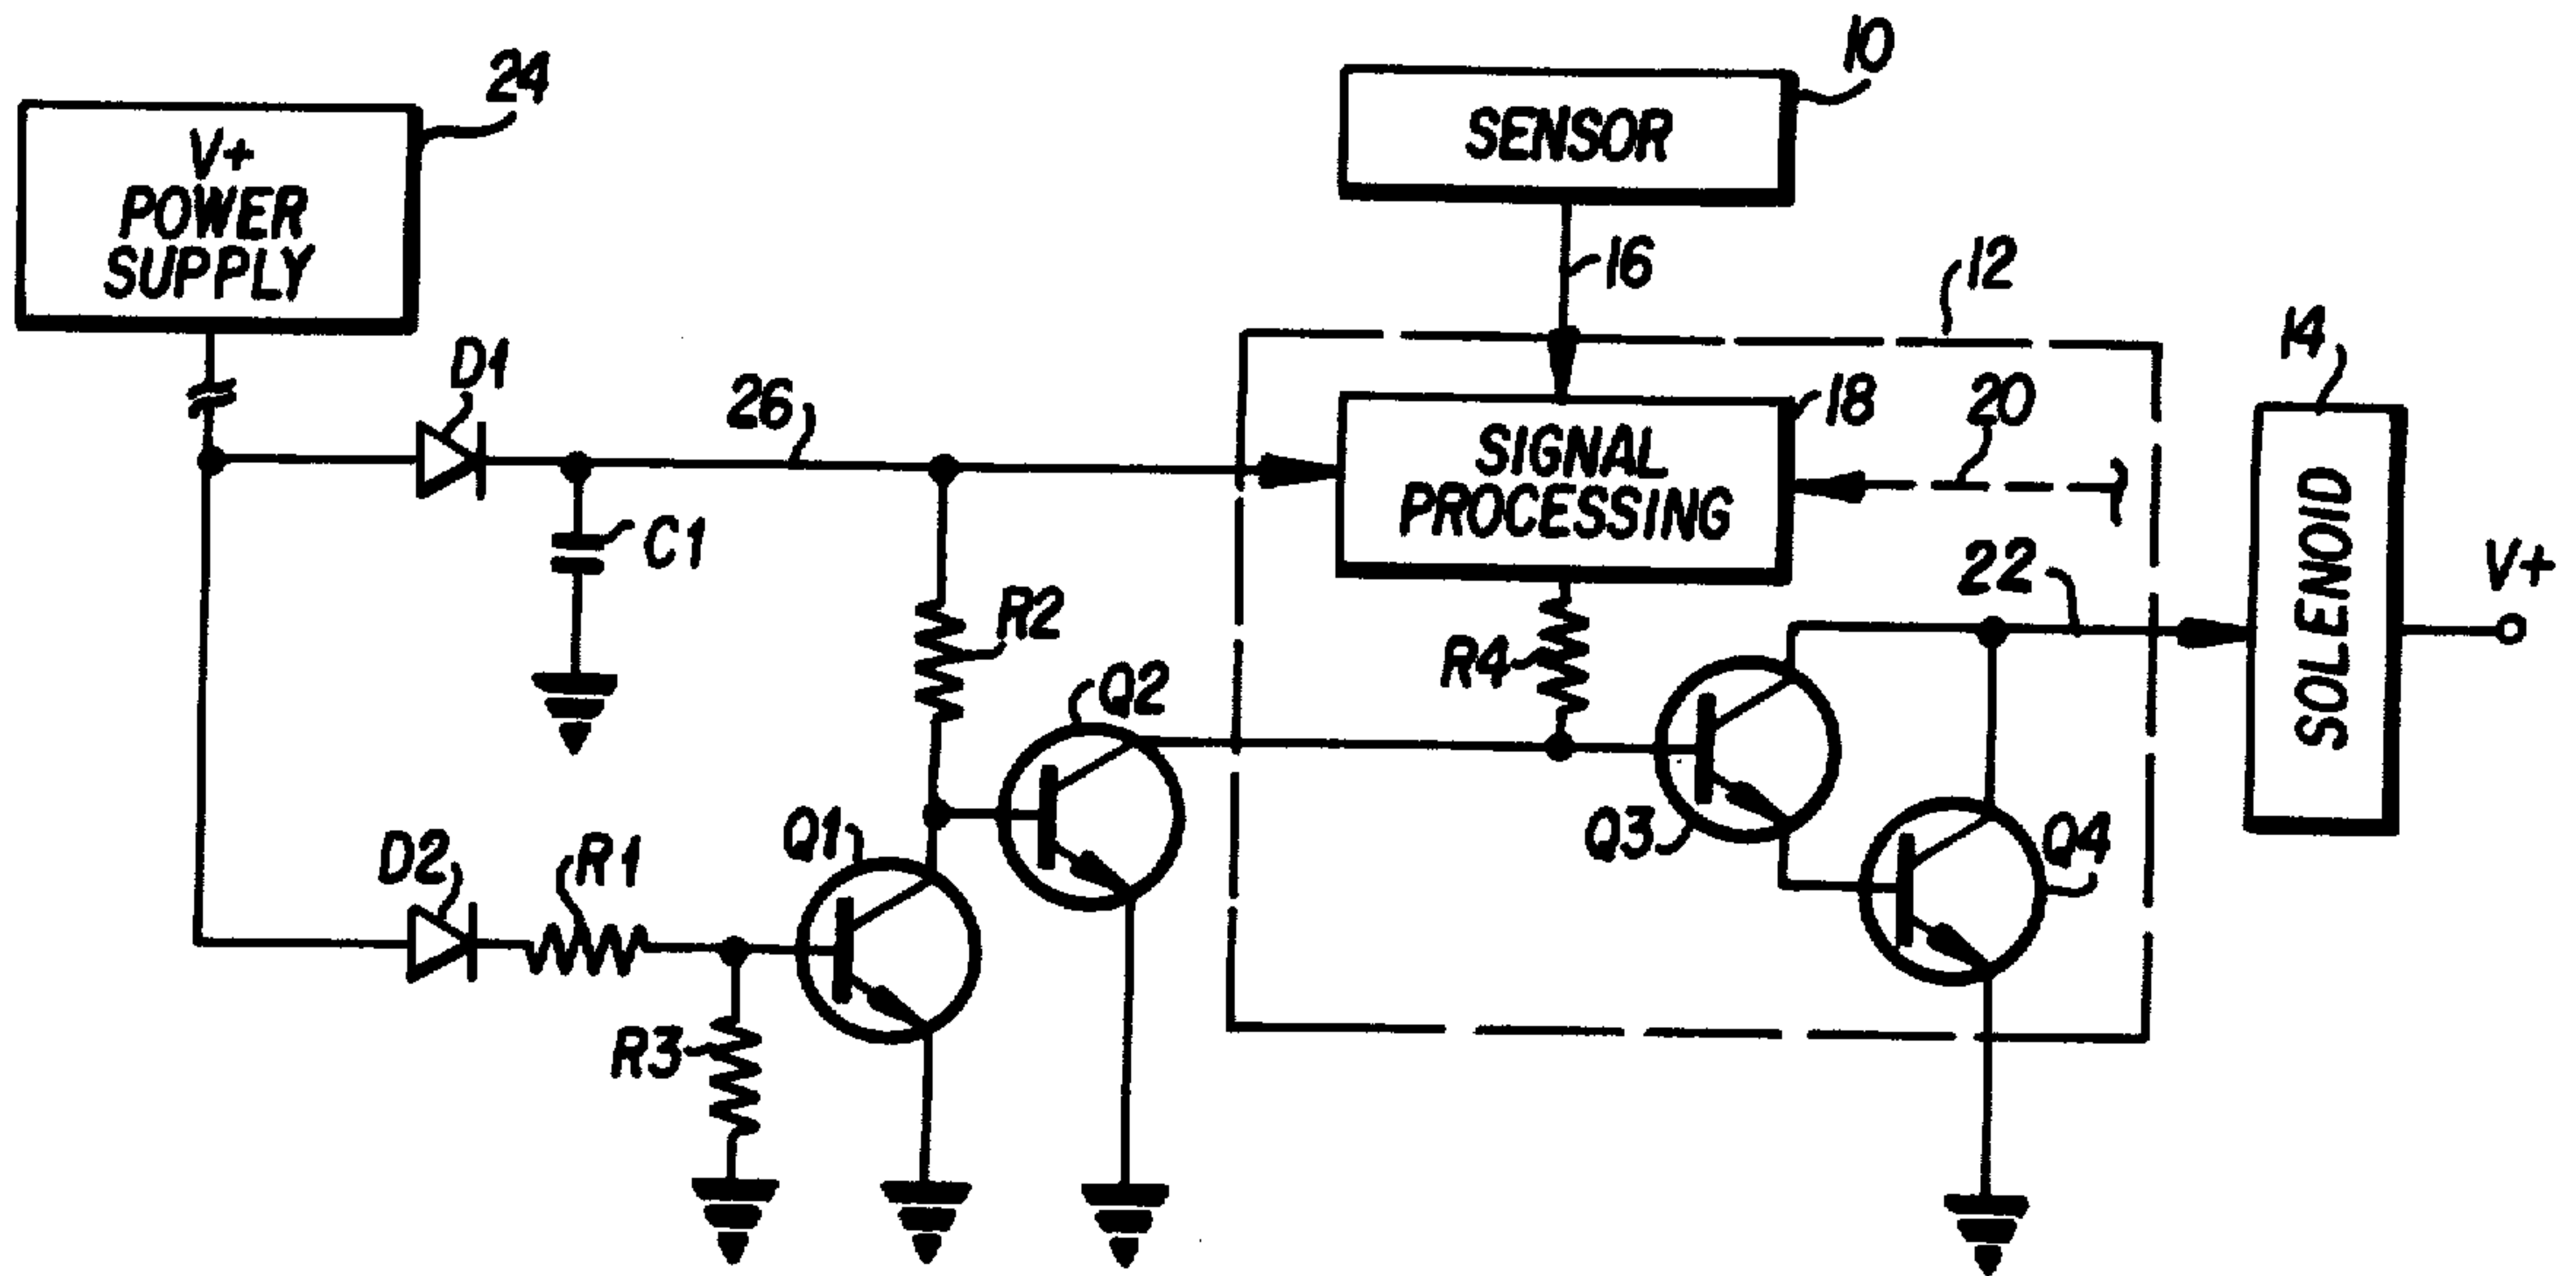 24
V+
POWER
SUPPLY
10
SENSOR
16
12
14
D1
26
18
20
SIGNAL
PROCESSING
C1
22
V+
SOLENOID
R2
R4
Q2
Q1
Q3
Q4
D2
R1
R3